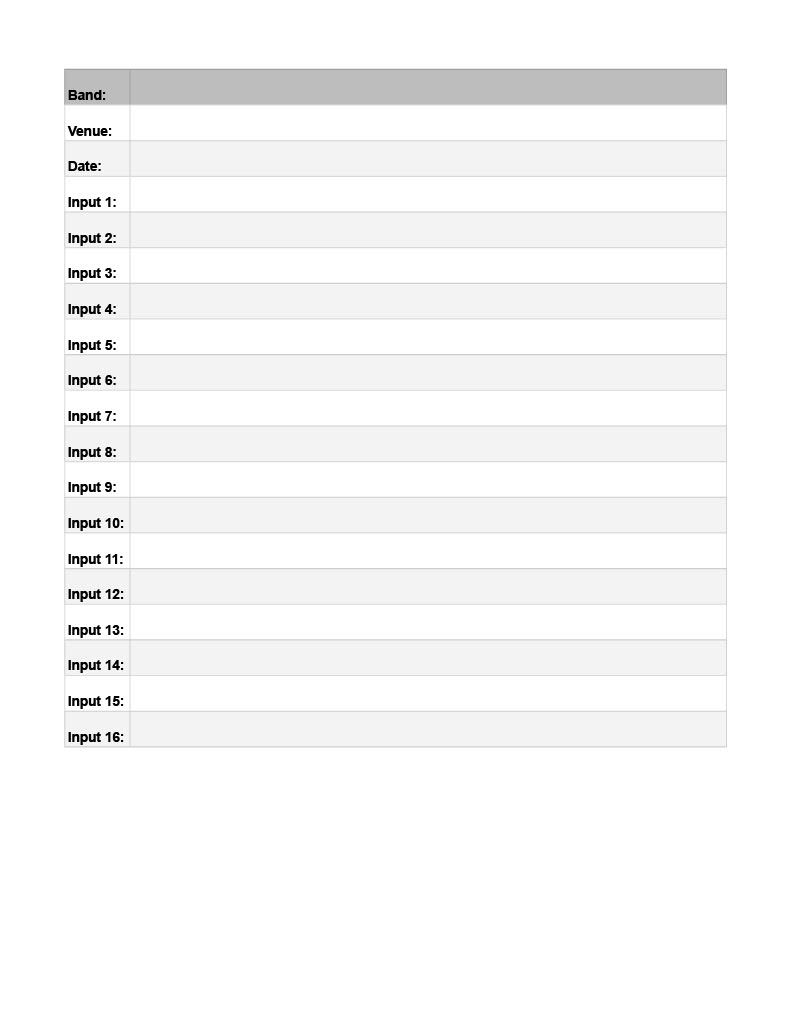 Band:
Venue:
Date:
Input 1:
Input 2:
Input 3:
Input 4:
Input 5:
Input 6:
Input 7:
Input 8:
Input 9:
Input 10:
Input 11:
Input 12:
Input 13:
Input 14:
Input 15:
Input 16: